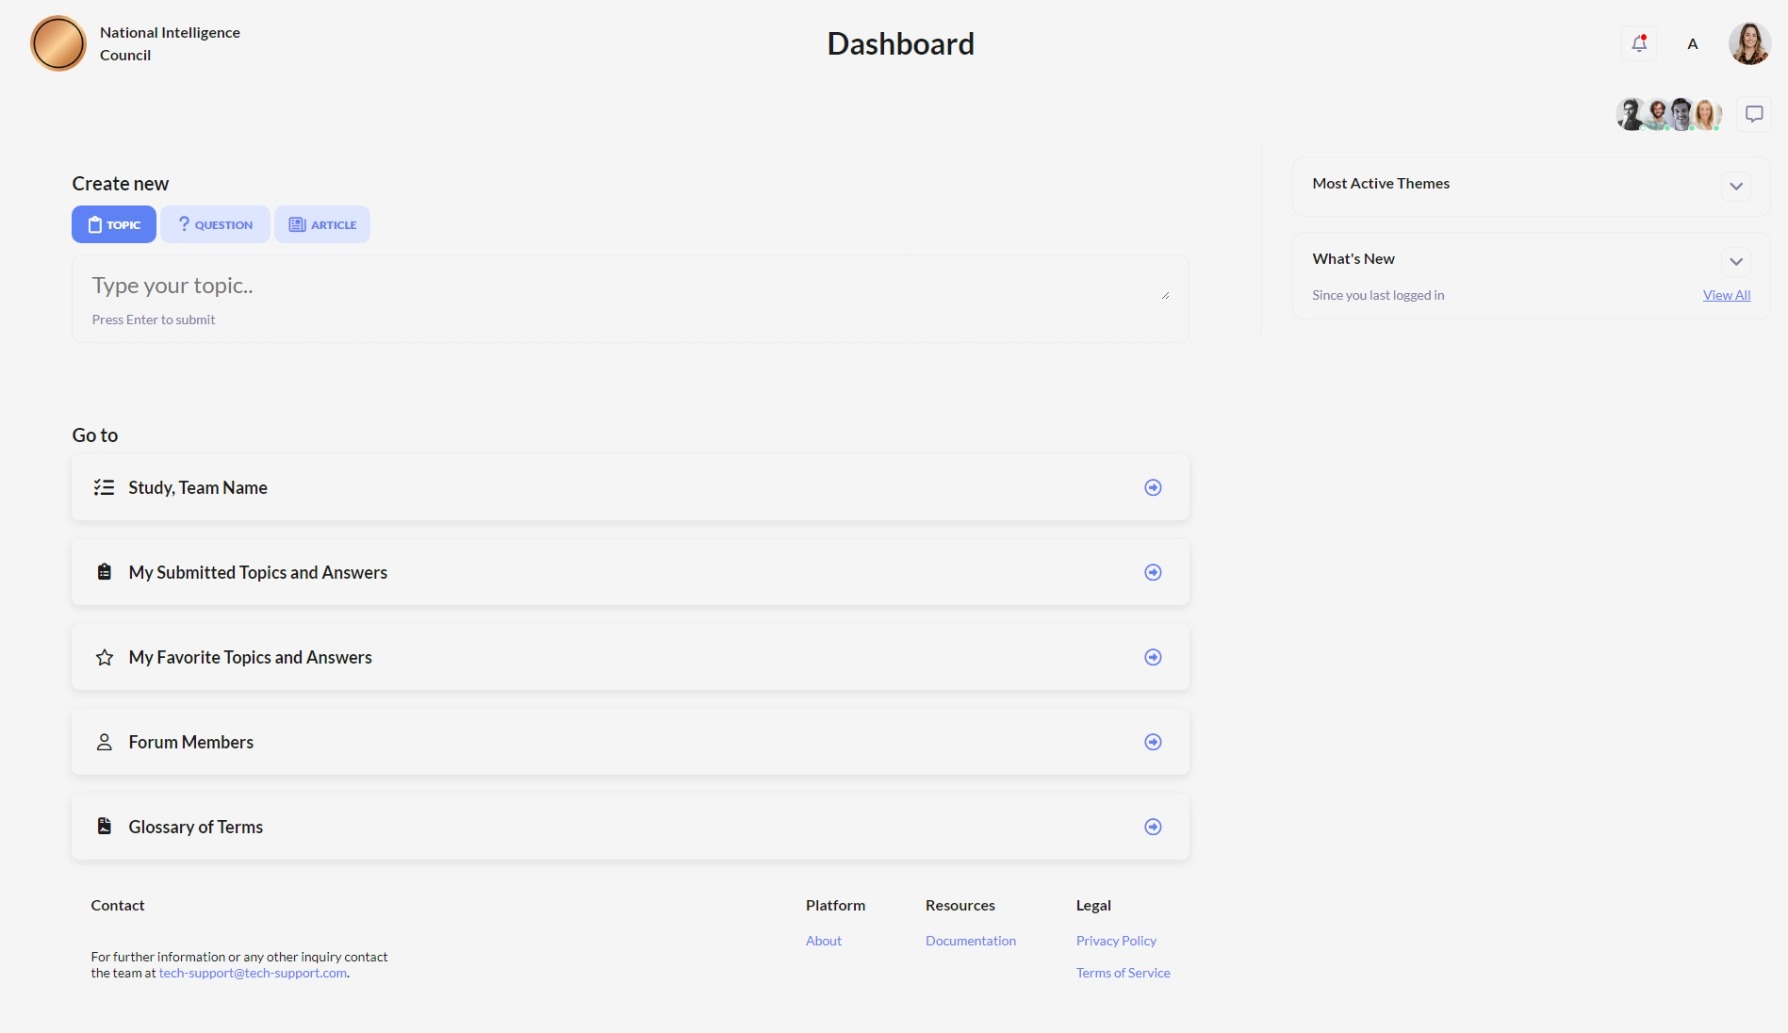 National Intelligence
Council
Dashboard
A
Create new
TOPIC
? QUESTION
ARTICLE
Type your topic..
Press Enter to submit
Most Active Themes
What's New
Since you last logged in
View All
Go to
Study, Team Name
My Submitted Topics and Answers
My Favorite Topics and Answers
Forum Members
Glossary of Terms
Contact
For further information or any other inquiry contact
the team at tech-support@tech-support.com.
Platform
About
Resources
Documentation
Legal
Privacy Policy
Terms of Service